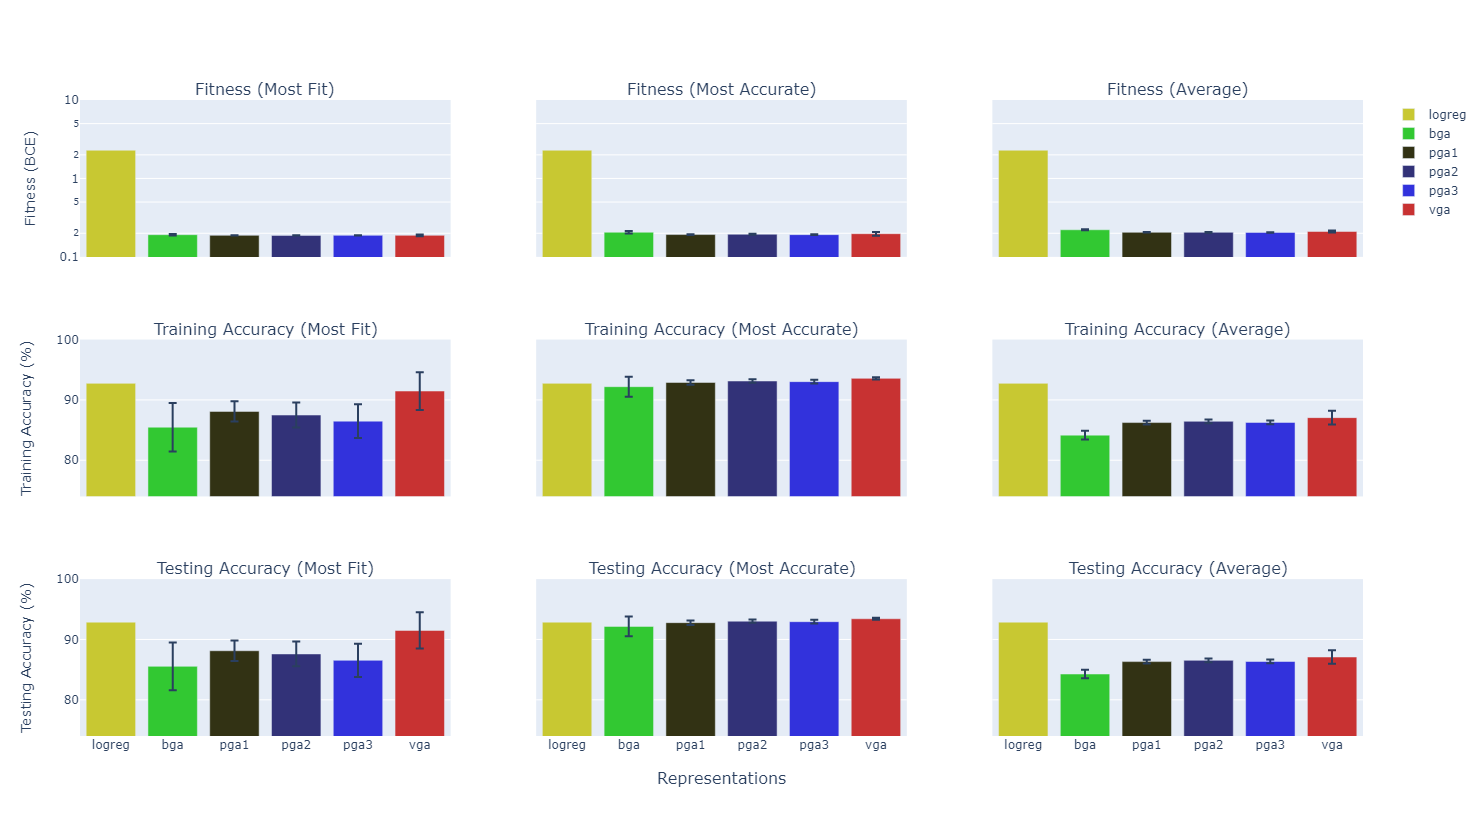 Fitness (Most Fit)
Fitness (Most Accurate)
Fitness (Average)
Fitness (BCE)
10
5
2
1
5
2
0.1
logreg
bga
pga1
pga2
pga3
vga
Training Accuracy (Most Fit)
Training Accuracy (Most Accurate)
Training Accuracy (Average)
Training Accuracy (%)
100
90
80
Testing Accuracy (Most Fit)
Testing Accuracy (Most Accurate)
Testing Accuracy (Average)
Testing Accuracy (%)
100
90
80
logreg bga pga1 pga2 pga3 vga
logreg bga pga1 pga2 pga3 vga
logreg bga pga1 pga2 pga3 vga
Representations